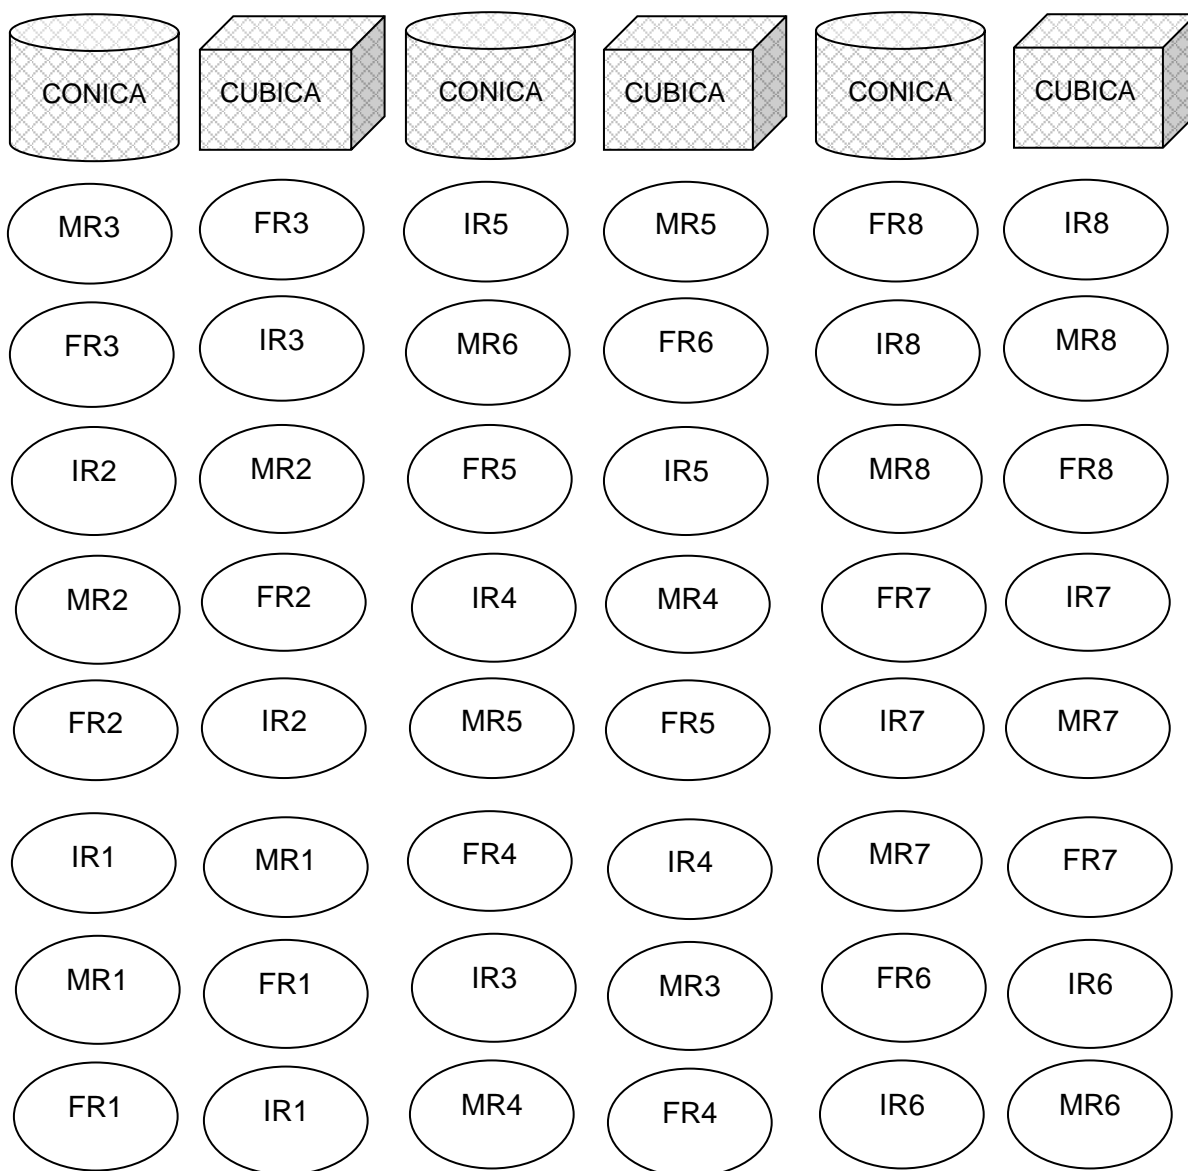 CONICA CUBICA CONICA CUBICA CONICA CUBICA
MR3 FR3 IR5 MR5 FR8 IR8
FR3 IR3 MR6 FR6 IR8 MR8
IR2 MR2 FR5 IR5 MR8 FR8
MR2 FR2 IR4 MR4 FR7 IR7
FR2 IR2 MR5 FR5 IR7 MR7
IR1 MR1 FR4 IR4 MR7 FR7
MR1 FR1 IR3 MR3 FR6 IR6
FR1 IR1 MR4 FR4 IR6 MR6